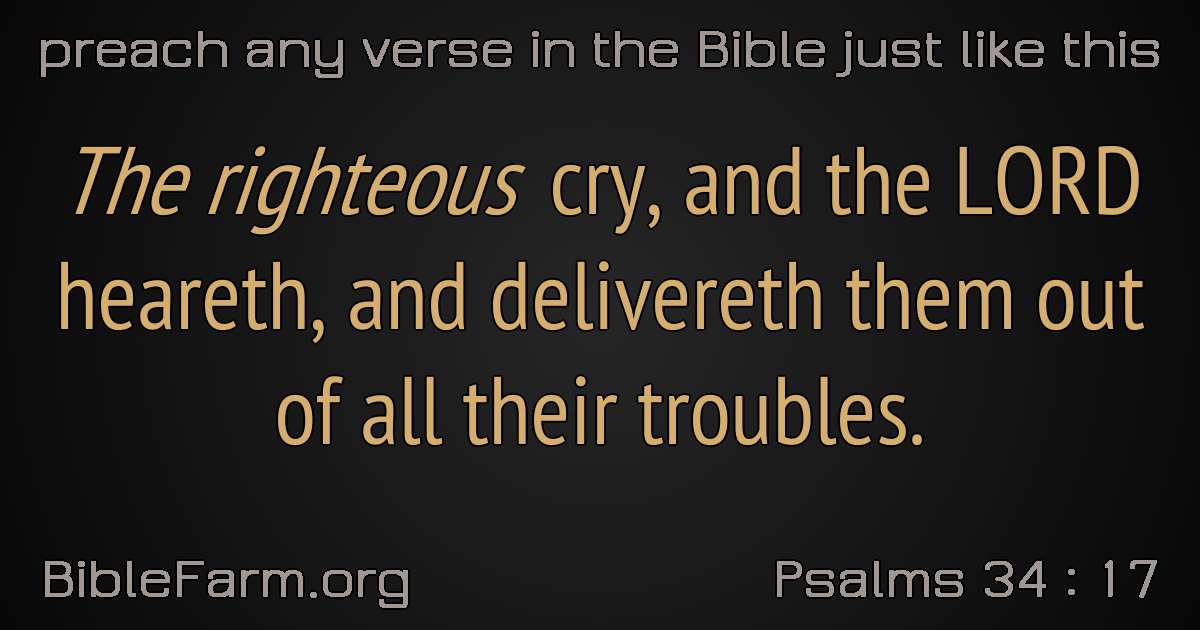 preach any verse in the Bible just like this
The righteous cry, and the LORD
heareth, and delivereth them out
of all their troubles.
BibleFarm.org
Psalms 34 : 17